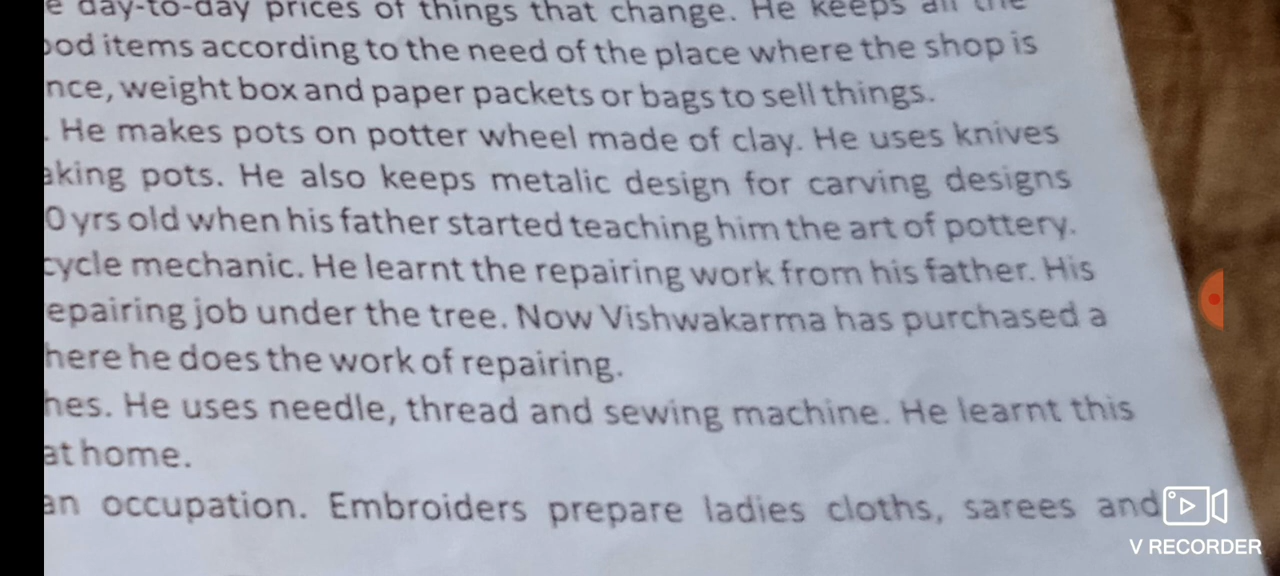 day-to-day prices of things that change. He keeps all the
items according to the need of the place where the shop is
weight box and paper packets or bags to sell things.
. He makes pots on potter wheel made of clay. He uses knives
pots. He also keeps metalic design for carving designs
0 yrs old when his father started teaching him the art of pottery.
cycle mechanic. He learnt the repairing work from his father. His
epairing job under the tree. Now Vishwakarma has purchased a
here he does the work of repairing.
hes. He uses needle, thread and sewing machine. He learnt this
at home.
an occupation. Embroiders prepare ladies cloths, sarees and
V RECORDER